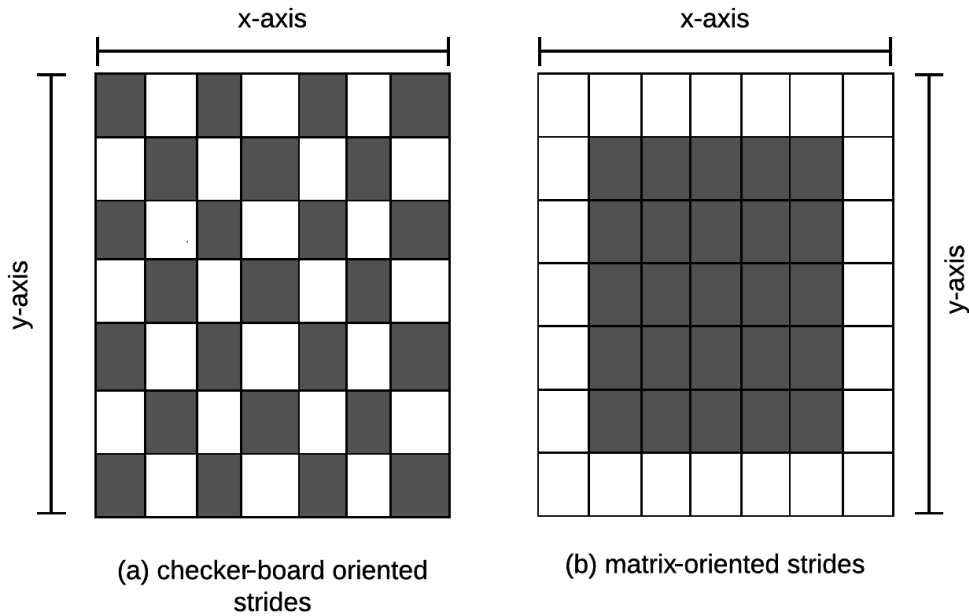 x-axis
x-axis
y-axis
y-axis
(a) checker-board oriented
strides
(b) matrix-oriented strides